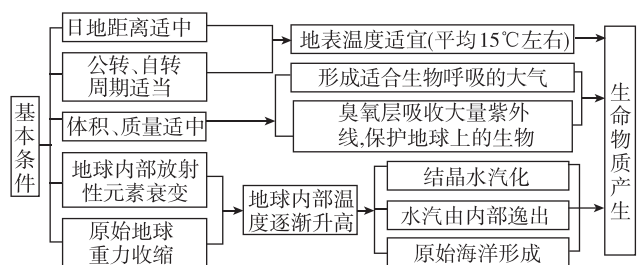 基本条件
日地距离适中
公转、自转
周期适当
地表温度适宜(平均15℃左右)
体积、质量适中
形成适合生物呼吸的大气
臭氧层吸收大量紫外
线,保护地球上的生物
地球内部放射
性元素衰变
原始地球
重力收缩
地球内部温
度逐渐升高
结晶水汽化
水汽由内部逸出
原始海洋形成
生命物质产生